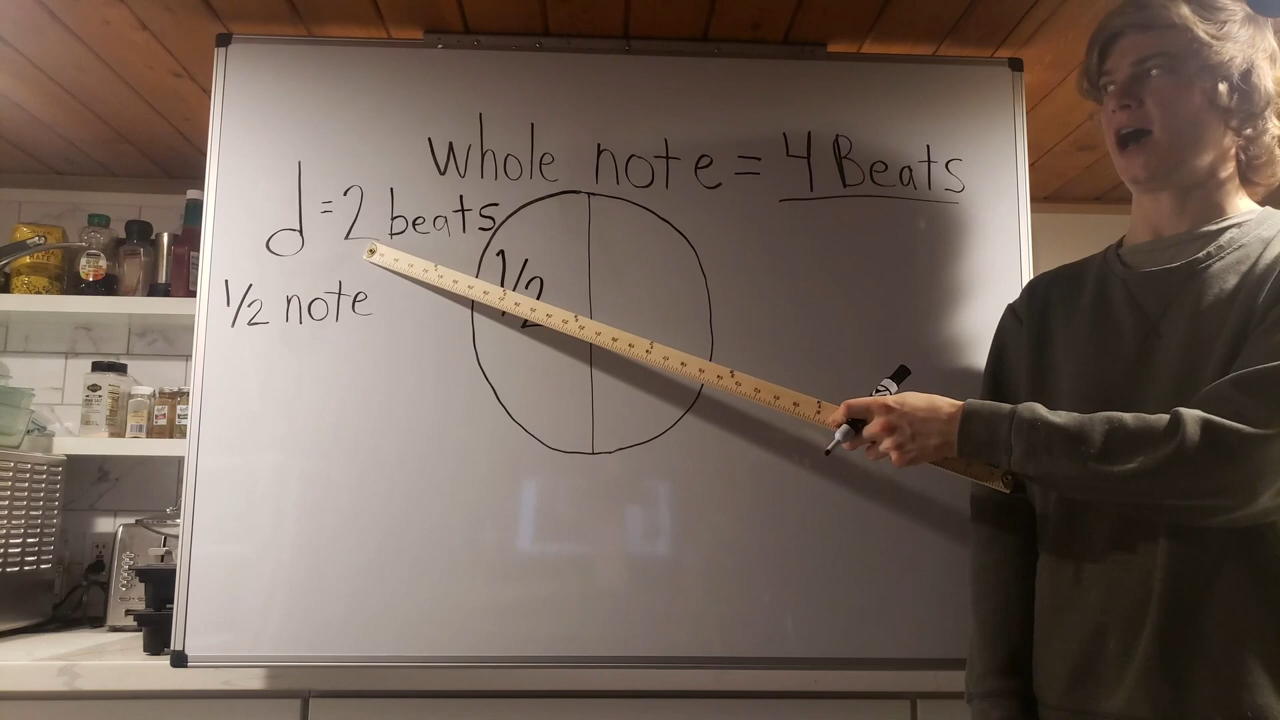 whole note = 4 Beats
= 2 beats
1/2 note
1/2